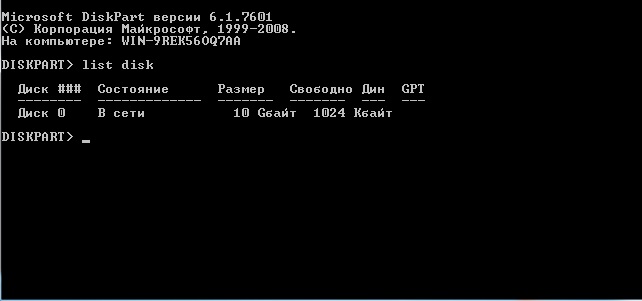 Microsoft DiskPart версии 6.1.7601
(C) Корпорация Майкрософт, 1999-2008.
На компьютере: WIN-9REK56OQ7AA
DISKPART> list disk
Диск ### Состояние Размер Свободно Дин GPT
-------- ------------- ------- ------- --- ---
Диск 0 В сети 10 Gбайт 1024 Kбайт
DISKPART> _